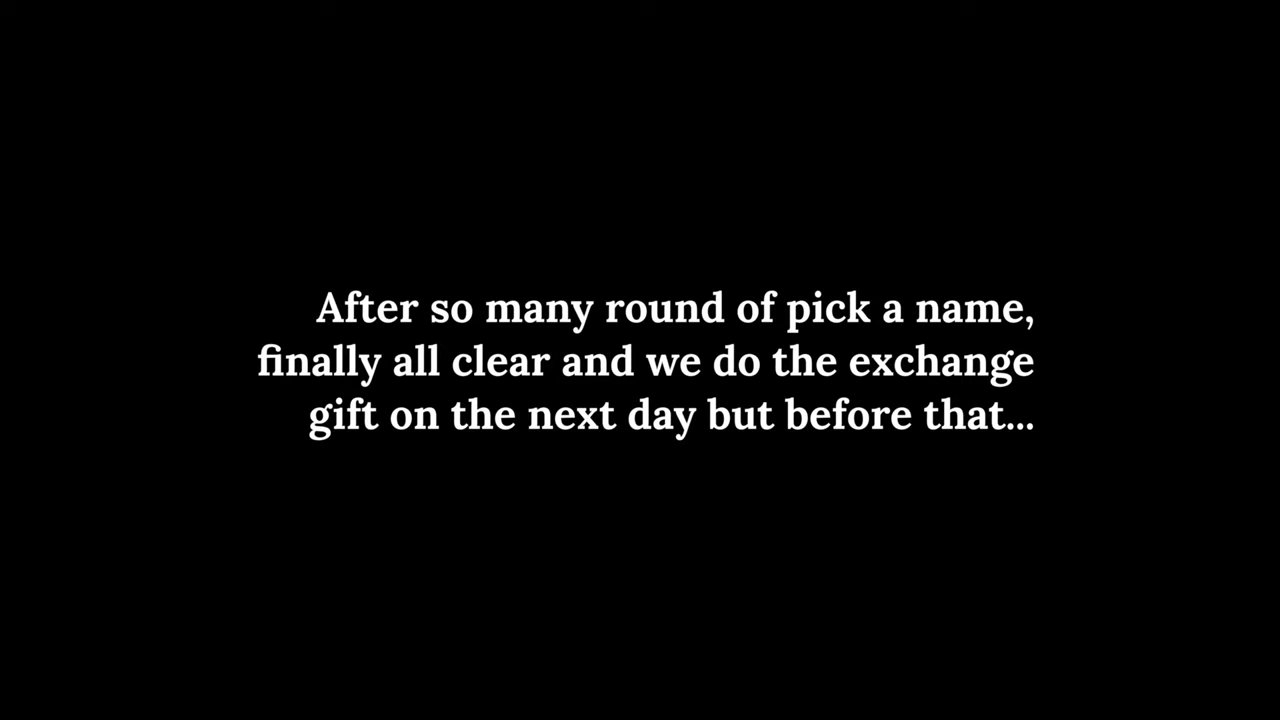 After so many round of pick a name,
finally all clear and we do the exchange
gift on the next day but before that...